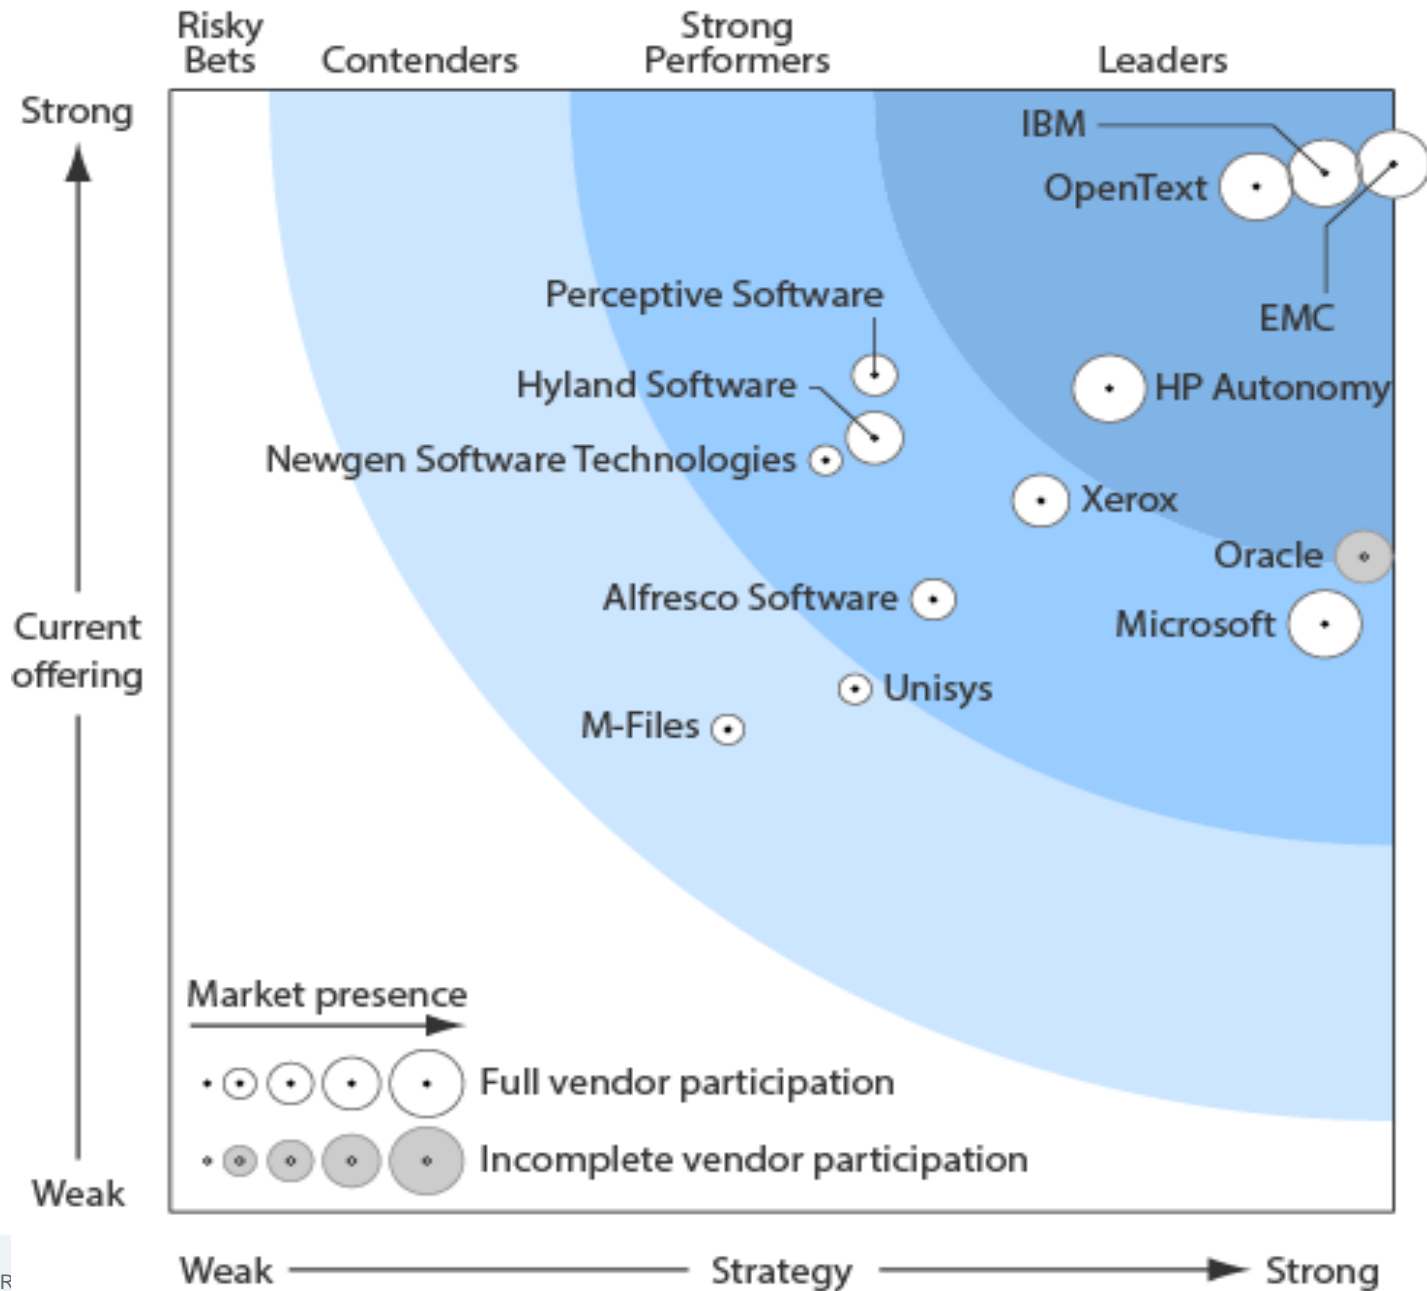 Risky
Bets
Contenders
Strong
Performers
Leaders
Strong
IBM
OpenText
Perceptive Software
EMC
Hyland Software
HP Autonomy
Newgen Software Technologies
Xerox
Oracle
Alfresco Software
Microsoft
Current
offering
Unisys
M-Files
Market presence
Full vendor participation
Incomplete vendor participation
Weak
Weak
Strategy
Strong
R